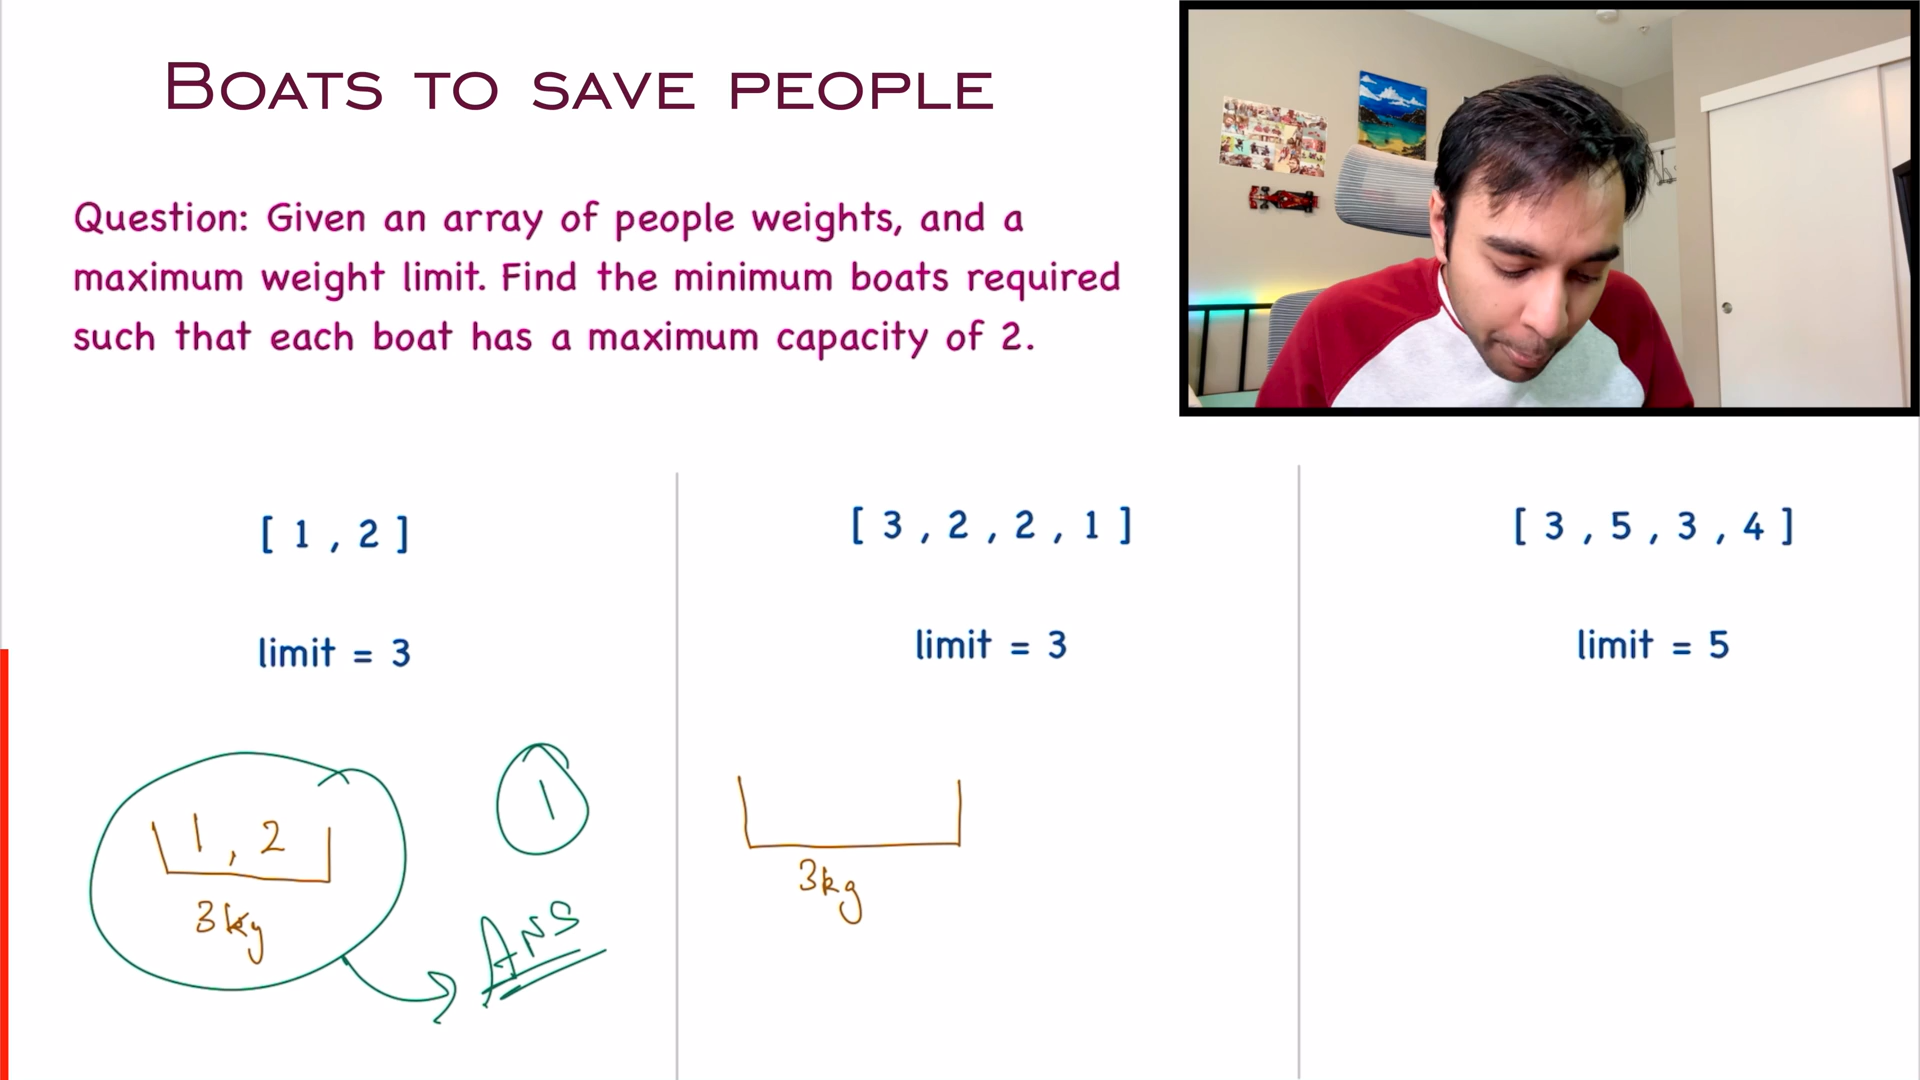 BOATS TO SAVE PEOPLE
Question: Given an array of people weights, and a
maximum weight limit. Find the minimum boats required
such that each boat has a maximum capacity of 2.
[ 1 , 2 ]
limit = 3
1 , 2
3kg
1
Ans
[ 3 , 2 , 2 , 1 ]
limit = 3
3kg
[ 3 , 5 , 3 , 4 ]
limit = 5